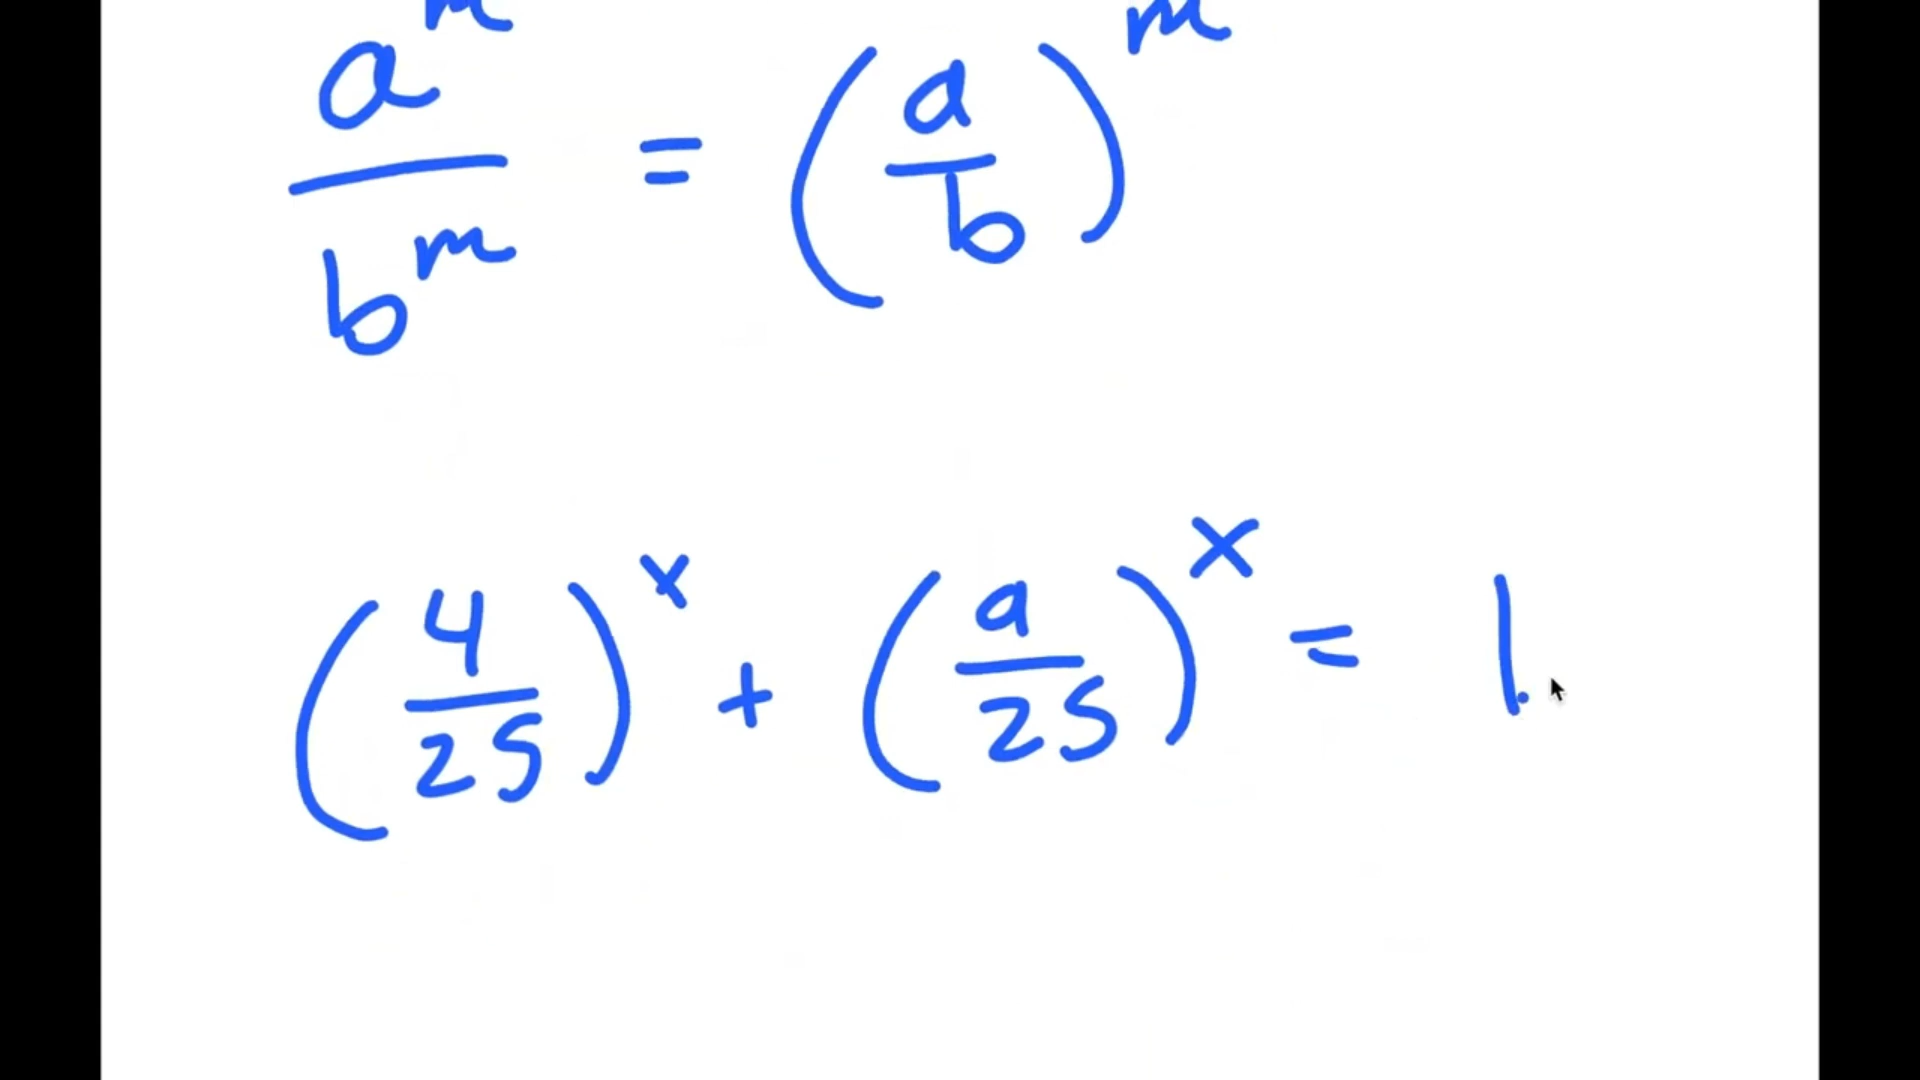 a^m / b^m = (a/b)^m
(4/25)^x + (a/25)^x = 1.